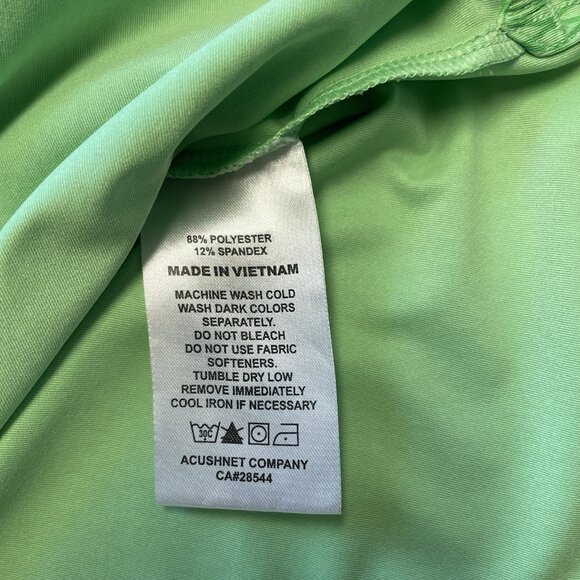 88% POLYESTER
12% SPANDEX
MADE IN VIETNAM
MACHINE WASH COLD
WASH DARK COLORS
SEPARATELY.
DO NOT BLEACH
DO NOT USE FABRIC
SOFTENERS.
TUMBLE DRY LOW
REMOVE IMMEDIATELY
COOL IRON IF NECESSARY
30C
ACUSHNET COMPANY
CA#28544